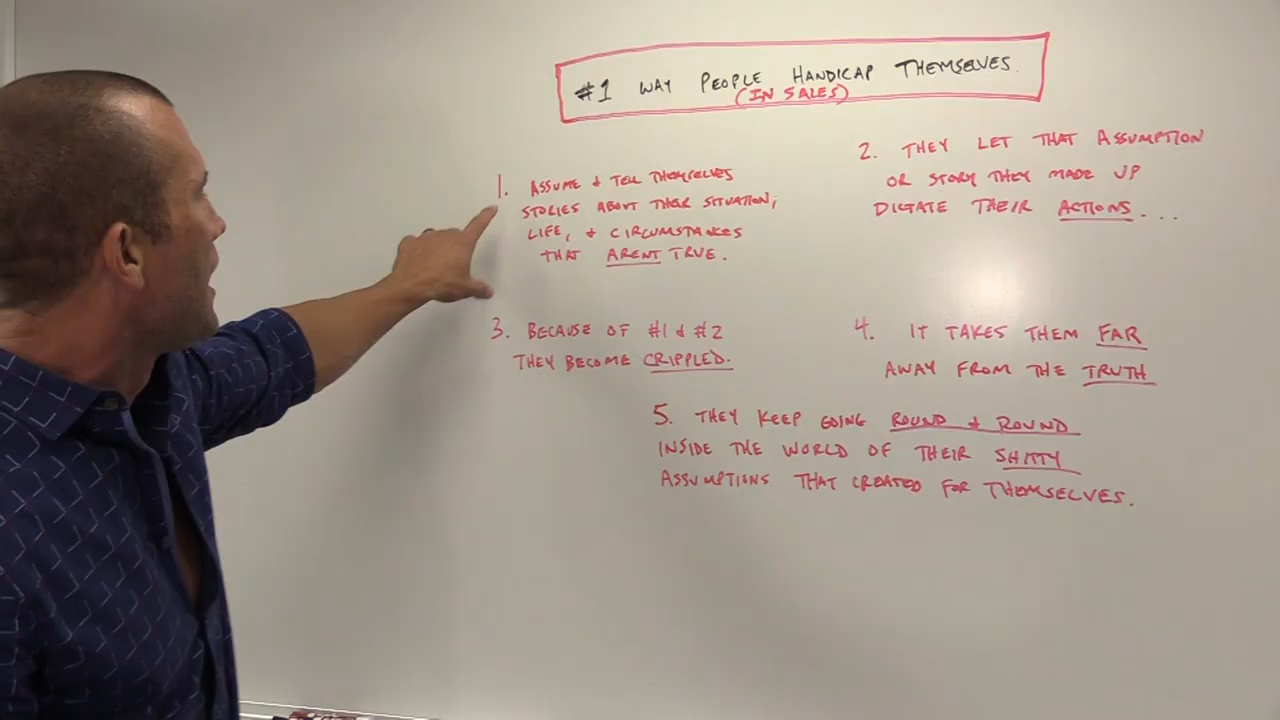 #1 WAY PEOPLE HANDICAP THEMSELVES.
(IN SALES)
1. ASSUME & TELL THEMSELVES
STORIES ABOUT THEIR SITUATION,
LIFE, & CIRCUMSTANCES
THAT ARENT TRUE.
2. THEY LET THAT ASSUMPTION
OR STORY THEY MADE UP
DICTATE THEIR ACTIONS...
3. BECAUSE OF #1 & #2
THEY BECOME CRIPPLED.
4. IT TAKES THEM FAR
AWAY FROM THE TRUTH
5. THEY KEEP GOING ROUND & ROUND
INSIDE THE WORLD OF THEIR SHITTY
ASSUMPTIONS THAT CREATED FOR THEMSELVES.